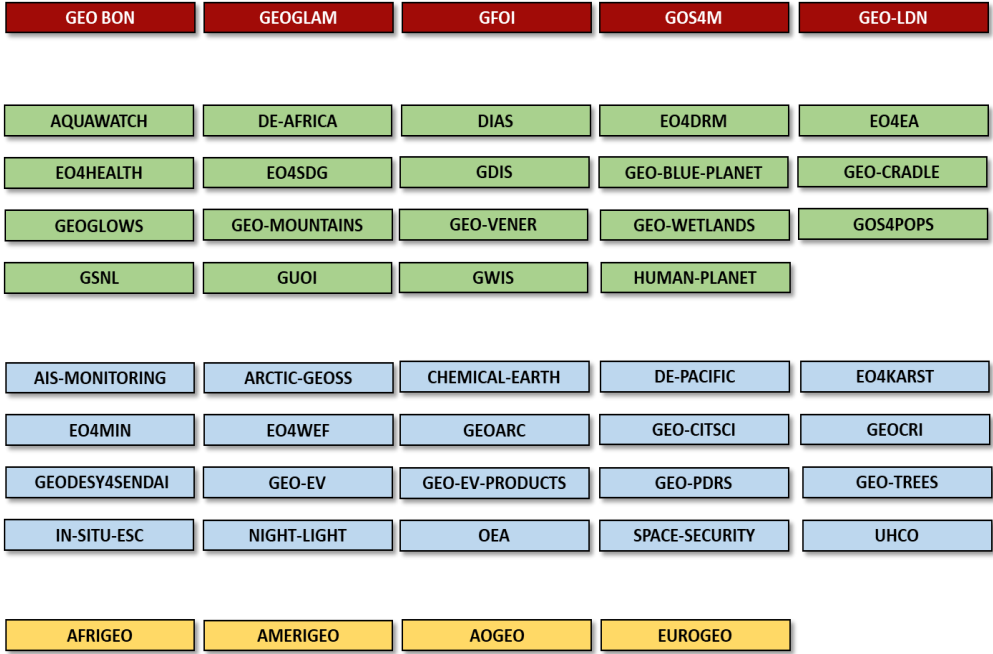 GEO BON GEOGLAM GFOI GOS4M GEO-LDN
AQUAWATCH DE-AFRICA DIAS EO4DRM EO4EA
EO4HEALTH EO4SDG GDIS GEO-BLUE-PLANET GEO-CRADLE
GEOGLOWS GEO-MOUNTAINS GEO-VENER GEO-WETLANDS GOS4POPS
GSNL GUOI GWIS HUMAN-PLANET
AIS-MONITORING ARCTIC-GEOSS CHEMICAL-EARTH DE-PACIFIC EO4KARST
EO4MIN EO4WEF GEOARC GEO-CITSCI GEOCRI
GEODESY4SENDAI GEO-EV GEO-EV-PRODUCTS GEO-PDRS GEO-TREES
IN-SITU-ESC NIGHT-LIGHT OEA SPACE-SECURITY UHCO
AFRIGEO AMERIGEO AOGEO EUROGEO